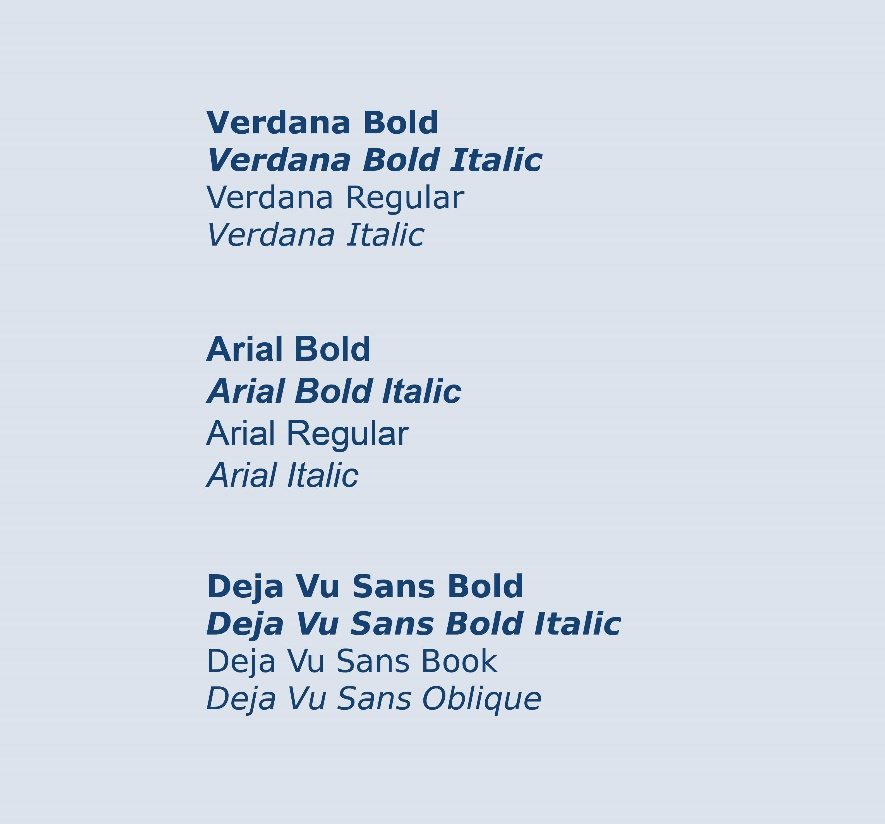 Verdana Bold
Verdana Bold Italic
Verdana Regular
Verdana Italic
Arial Bold
Arial Bold Italic
Arial Regular
Arial Italic
Deja Vu Sans Bold
Deja Vu Sans Bold Italic
Deja Vu Sans Book
Deja Vu Sans Oblique